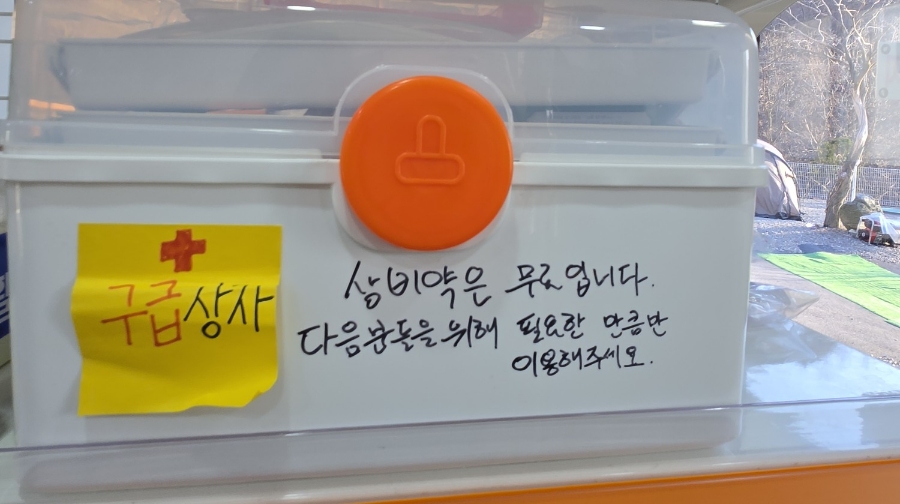 구급상사
상비약은 무료입니다.
다음분들을 위해 필요한 만큼만
이용해주세요.